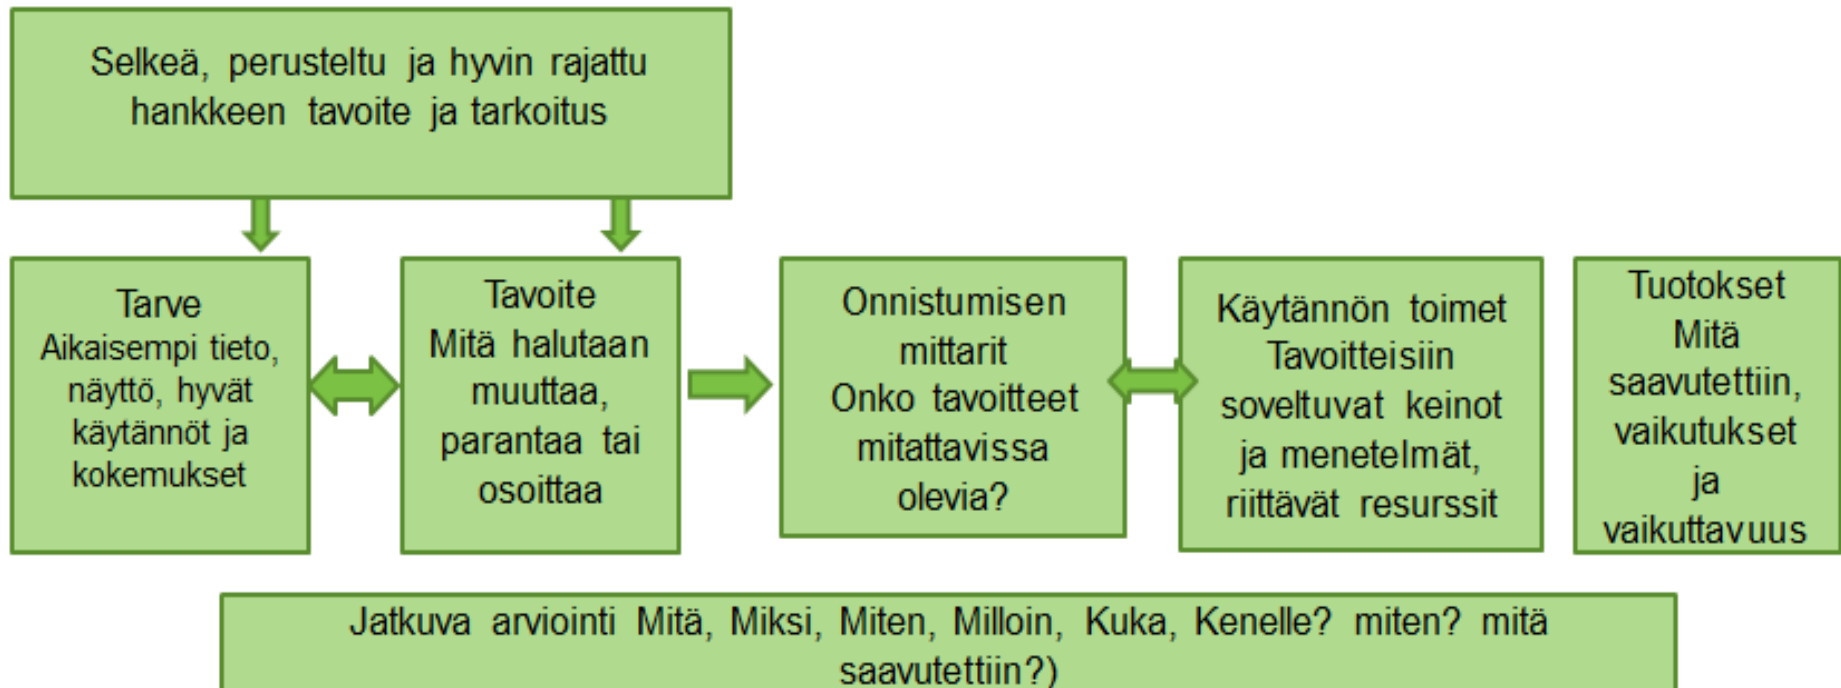 Selkeä, perusteltu ja hyvin rajattu
hankkeen tavoite ja tarkoitus
Tarve
Aikaisempi tieto,
näyttö, hyvät
käytännöt ja
kokemukset
Tavoite
Mitä halutaan
muuttaa,
parantaa tai
osoittaa
Onnistumisen
mittarit
Onko tavoitteet
mitattavissa
olevia?
Käytännön toimet
Tavoitteisiin
soveltuvat keinot
ja menetelmät,
riittävät resurssit
Tuotokset
Mitä
saavutettiin,
vaikutukset
ja
vaikuttavuus
Jatkuva arviointi Mitä, Miksi, Miten, Milloin, Kuka, Kenelle? miten? mitä
saavutettiin?)